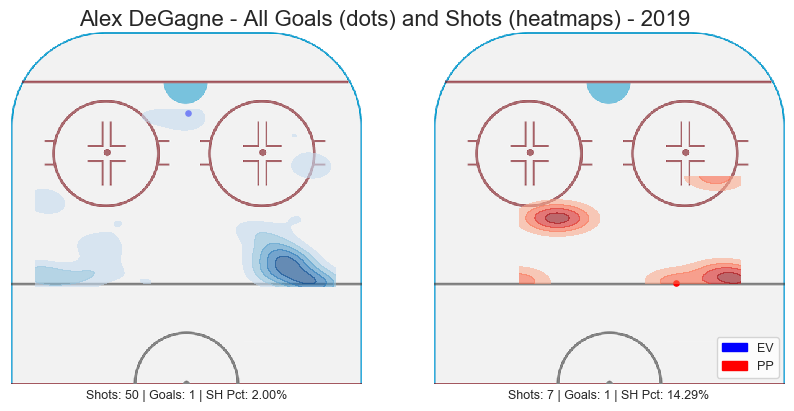 Alex DeGagne - All Goals (dots) and Shots (heatmaps) - 2019
EV
PP
Shots: 50 | Goals: 1 | SH Pct: 2.00%
Shots: 7 | Goals: 1 | SH Pct: 14.29%